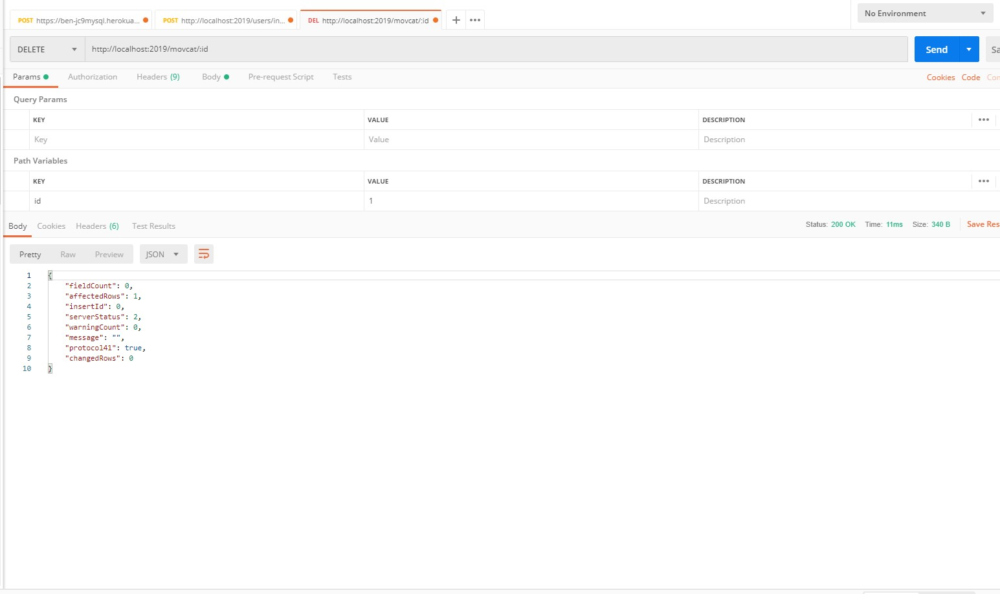 POST https://ben-jc9mysql.herokua... POST http://localhost:2019/users/in... DEL http://localhost:2019/movcat/:id + ••• No Environment
DELETE http://localhost:2019/movcat/:id Send Sa
Params Authorization Headers (9) Body Pre-request Script Tests Cookies Code Con
Query Params
KEY VALUE DESCRIPTION •••
Key Value Description
Path Variables
KEY VALUE DESCRIPTION •••
id 1 Description
Body Cookies Headers (6) Test Results Status: 200 OK Time: 11ms Size: 340 B Save Res
Pretty Raw Preview JSON
1 {
2 "fieldCount": 0,
3 "affectedRows": 1,
4 "insertId": 0,
5 "serverStatus": 2,
6 "warningCount": 0,
7 "message": "",
8 "protocol41": true,
9 "changedRows": 0
10 }